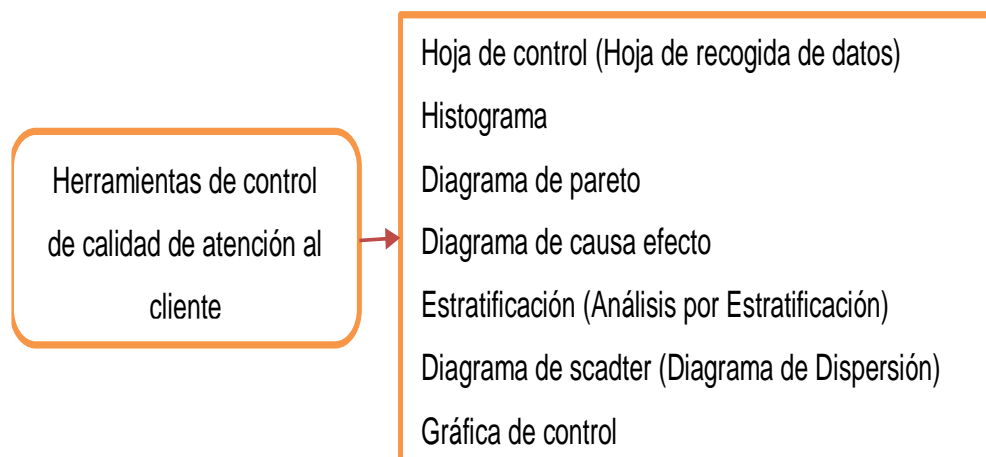 Herramientas de control
de calidad de atención al
cliente
Hoja de control (Hoja de recogida de datos)
Histograma
Diagrama de pareto
Diagrama de causa efecto
Estratificación (Análisis por Estratificación)
Diagrama de scadter (Diagrama de Dispersión)
Gráfica de control